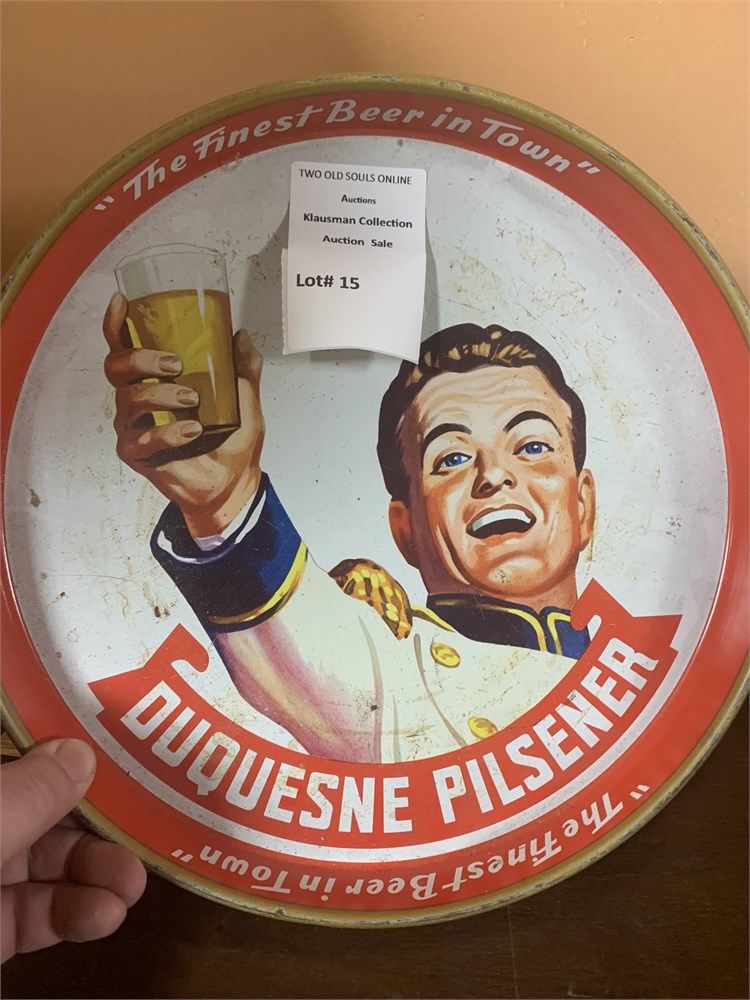 "The Finest Beer in Town"
TWO OLD SOULS ONLINE
Auctions
Klausman Collection
Auction Sale
Lot# 15
DUQUESNE PILSENER
"The Finest Beer in Town"